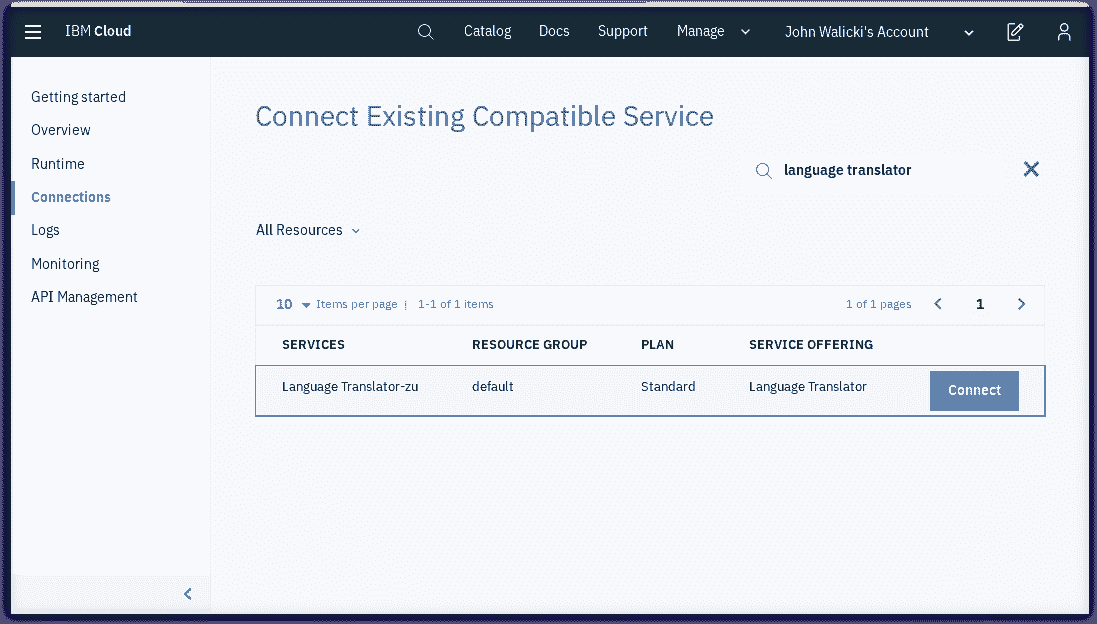 IBM Cloud Catalog Docs Support Manage John Walicki's Account
Getting started
Overview
Runtime
Connections
Logs
Monitoring
API Management
Connect Existing Compatible Service
language translator
All Resources
10 Items per page | 1-1 of 1 items 1 of 1 pages 1
SERVICES RESOURCE GROUP PLAN SERVICE OFFERING
Language Translator-zu default Standard Language Translator Connect